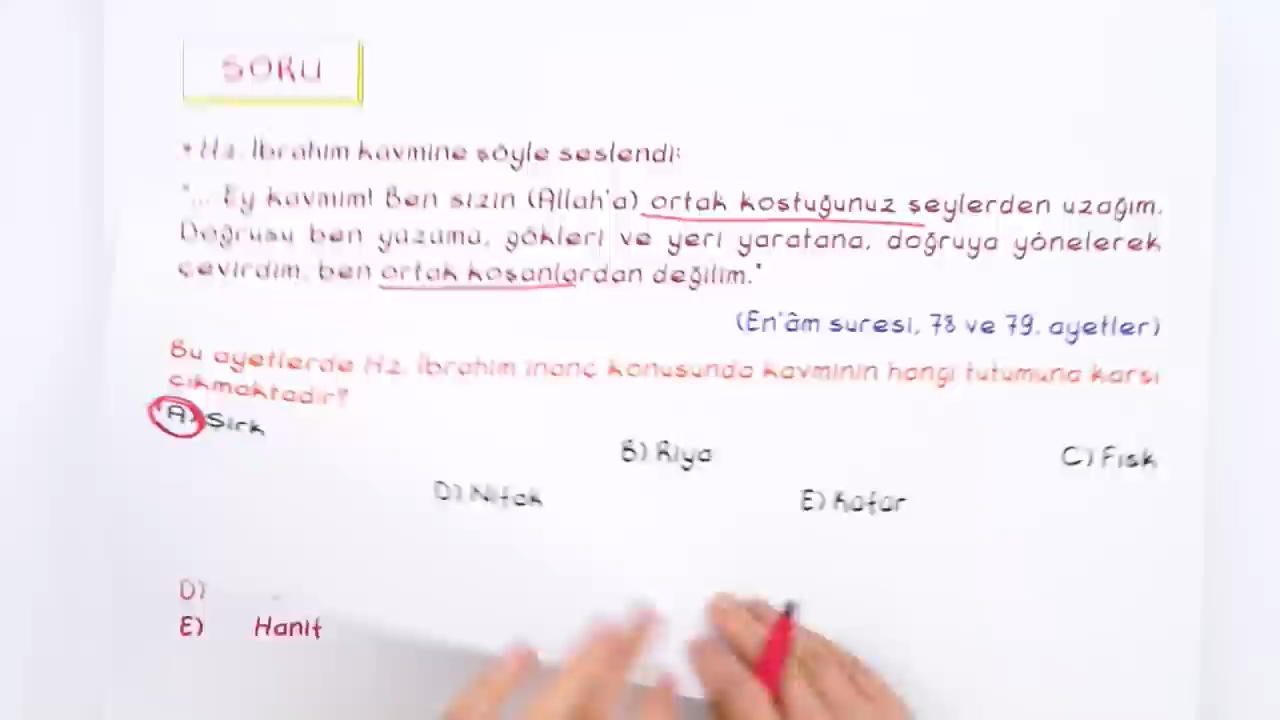 SORU
• Hz. İbrahim kavmine şöyle seslendi:
"... Ey kavmim! Ben sizin (Allah'a) ortak koştuğunuz şeylerden uzağım.
Doğrusu ben yüzümü, gökleri ve yeri yaratana, doğruya yönelerek
çevirdim, ben ortak koşanlardan değilim."
(En'âm suresi, 78 ve 79. ayetler)
Bu ayetlerde Hz. İbrahim inanç konusunda kavminin hangi tutumuna karşı
çıkmaktadır?
A) Şirk
B) Riya
C) Fısk
D) Nifak
E) Küfür
D)
E) Hanif